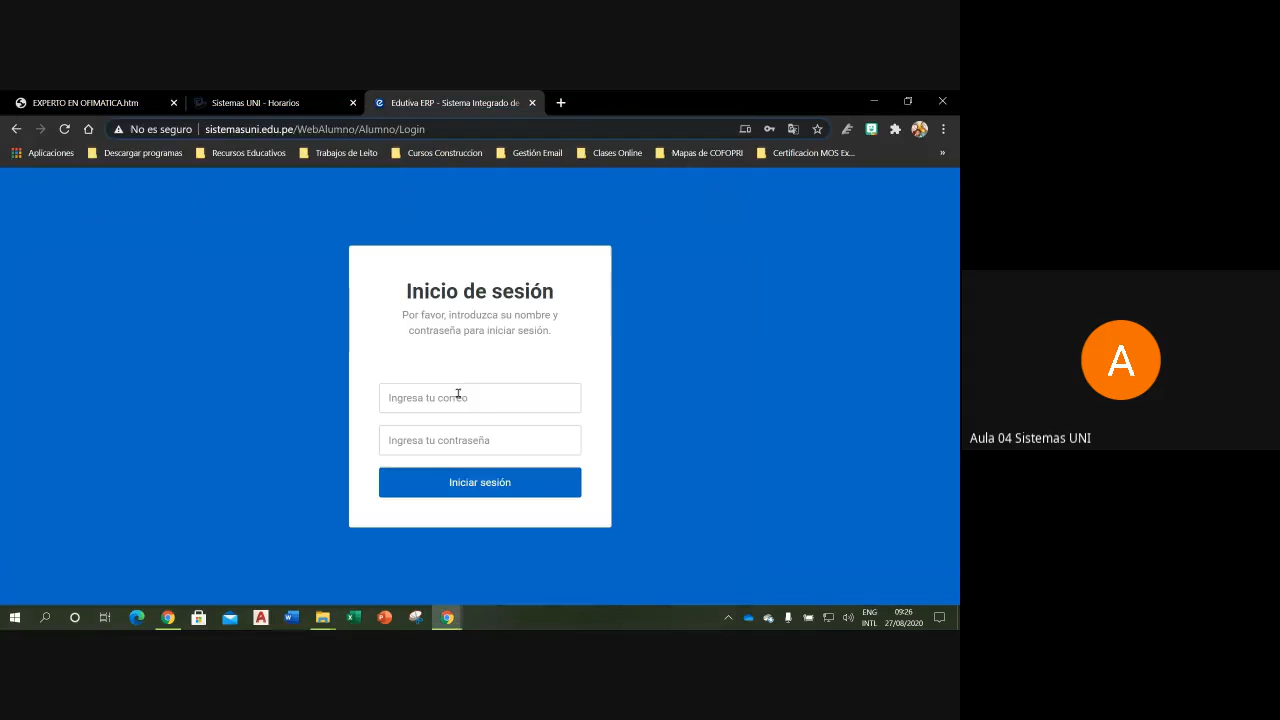 EXPERTO EN OFIMATICA.htm
Sistemas UNI - Horarios
Edutiva ERP - Sistema Integrado de
No es seguro
sistemasuni.edu.pe/WebAlumno/Alumno/Login
Aplicaciones
Descargar programas
Recursos Educativos
Trabajos de Leito
Cursos Construccion
Gestión Email
Clases Online
Mapas de COFOPRI
Certificacion MOS Ex...
»
Inicio de sesión
Por favor, introduzca su nombre y
contraseña para iniciar sesión.
Ingresa tu correo
Ingresa tu contraseña
Iniciar sesión
A
Aula 04 Sistemas UNI
ENG
INTL
09:26
27/08/2020